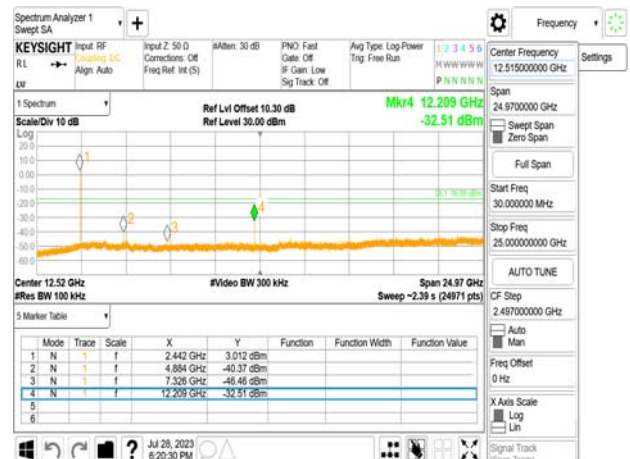 Spectrum Analyzer 1
Swept SA
+
Frequency
KEYSIGHT
RL
Input: RF
Coupling: DC
Align: Auto
Input Z: 50 Ω
Corrections: Off
Freq Ref: Int (S)
#Atten: 30 dB
PNO: Fast
Gate: Off
IF Gain: Low
Sig Track: Off
Avg Type: Log-Power
Trig: Free Run
1 2 3 4 5 6
M W W W W W
P N N N N N
Center Frequency
12.515000000 GHz
Settings
Span
24.9700000 GHz
Swept Span
Zero Span
Full Span
Start Freq
30.000000 MHz
Stop Freq
25.000000000 GHz
AUTO TUNE
CF Step
2.497000000 GHz
Auto
Man
Freq Offset
0 Hz
X Axis Scale
Log
Lin
Signal Track
LXI
1 Spectrum
Scale/Div 10 dB
Ref Lvl Offset 10.30 dB
Ref Level 30.00 dBm
Mkr4 12.209 GHz
-32.51 dBm
Log
20.0
10.0
0.00
-10.0
-20.0
-30.0
-40.0
-50.0
-60.0
1
2
3
4
Center 12.52 GHz
#Res BW 100 kHz
#Video BW 300 kHz
Span 24.97 GHz
Sweep ~2.39 s (24971 pts)
5 Marker Table
Mode Trace Scale X Y Function Function Width Function Value
1 N 1 f 2.442 GHz 3.012 dBm
2 N 1 f 4.884 GHz -40.37 dBm
3 N 1 f 7.326 GHz -46.46 dBm
4 N 1 f 12.209 GHz -32.51 dBm
5
6
?
Jul 28, 2023
6:20:30 PM